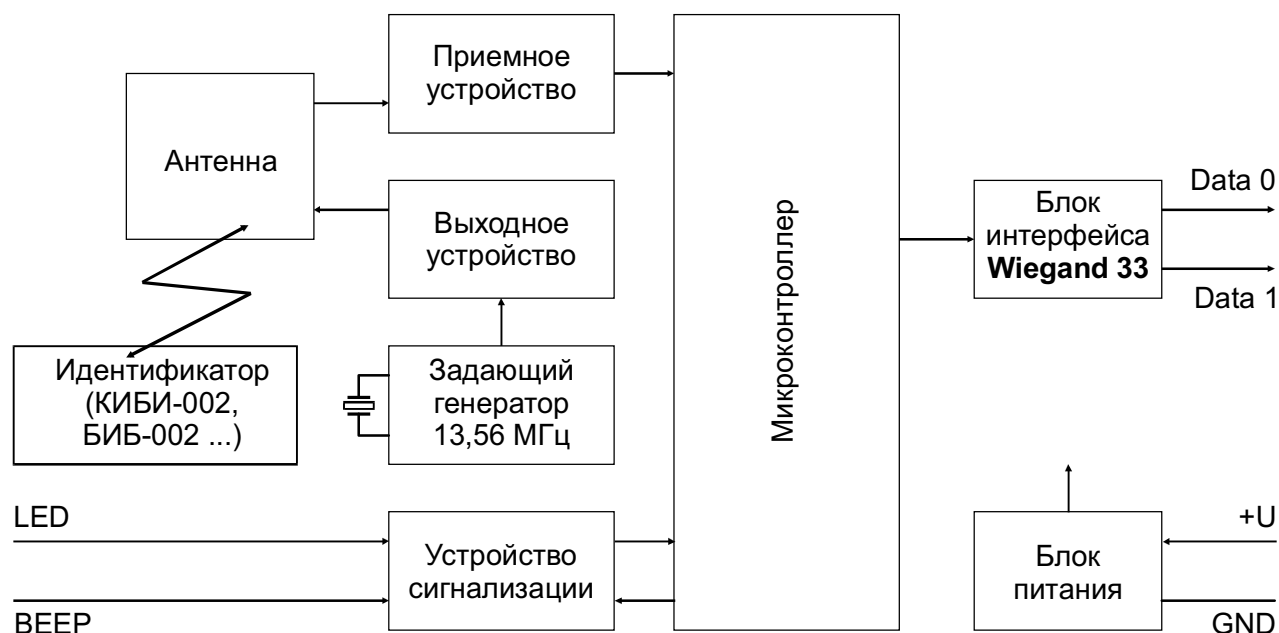 Приемное
устройство
Антенна
Выходное
устройство
Идентификатор
(КИБИ-002,
БИБ-002 ...)
Задающий
генератор
13,56 МГц
LED
BEEP
Устройство
сигнализации
Микроконтроллер
Блок
интерфейса
Wiegand 33
Data 0
Data 1
Блок
питания
+U
GND